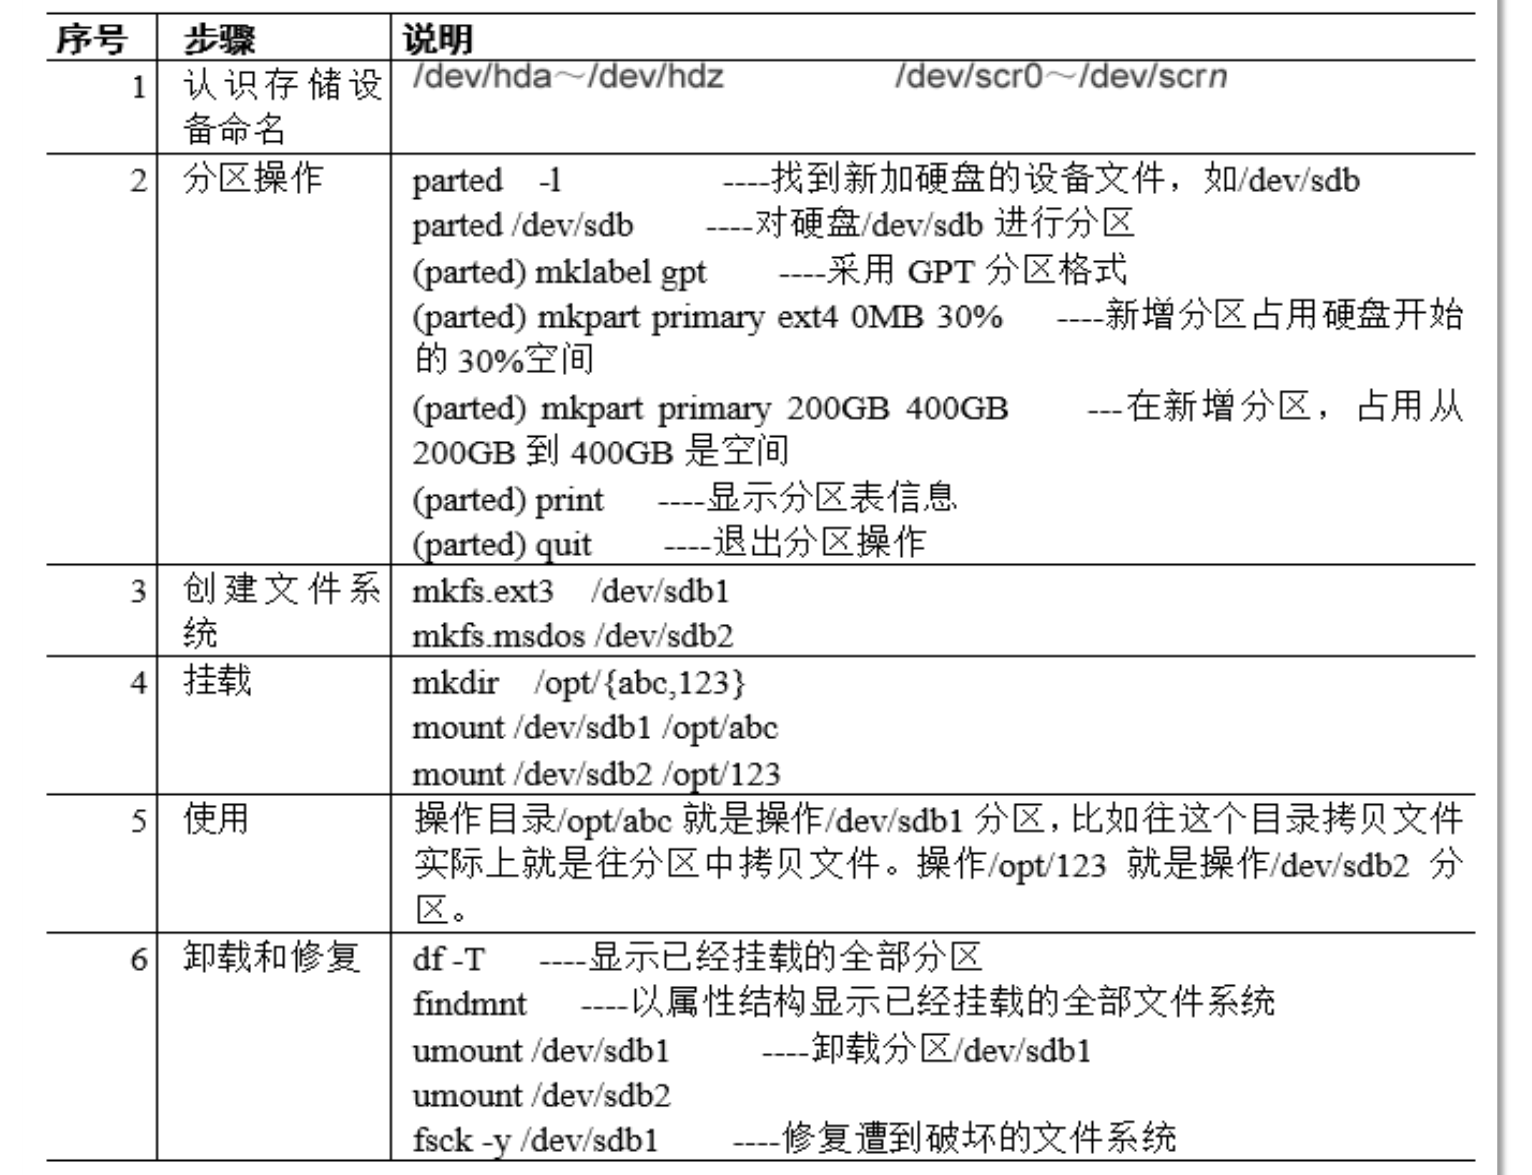 序号 步骤 说明
1 认识存储设 /dev/hda～/dev/hdz /dev/scr0～/dev/scrn
备命名
2 分区操作 parted -l ----找到新加硬盘的设备文件，如/dev/sdb
parted /dev/sdb ----对硬盘/dev/sdb 进行分区
(parted) mklabel gpt ----采用 GPT 分区格式
(parted) mkpart primary ext4 0MB 30% ----新增分区占用硬盘开始
的 30%空间
(parted) mkpart primary 200GB 400GB ---在新增分区，占用从
200GB 到 400GB 是空间
(parted) print ----显示分区表信息
(parted) quit ----退出分区操作
3 创建文件系 mkfs.ext3 /dev/sdb1
统 mkfs.msdos /dev/sdb2
4 挂载 mkdir /opt/{abc,123}
mount /dev/sdb1 /opt/abc
mount /dev/sdb2 /opt/123
5 使用 操作目录/opt/abc 就是操作/dev/sdb1 分区，比如往这个目录拷贝文件
实际上就是往分区中拷贝文件。操作/opt/123 就是操作/dev/sdb2 分
区。
6 卸载和修复 df -T ----显示已经挂载的全部分区
findmnt ----以属性结构显示已经挂载的全部文件系统
umount /dev/sdb1 ----卸载分区/dev/sdb1
umount /dev/sdb2
fsck -y /dev/sdb1 ----修复遭到破坏的文件系统